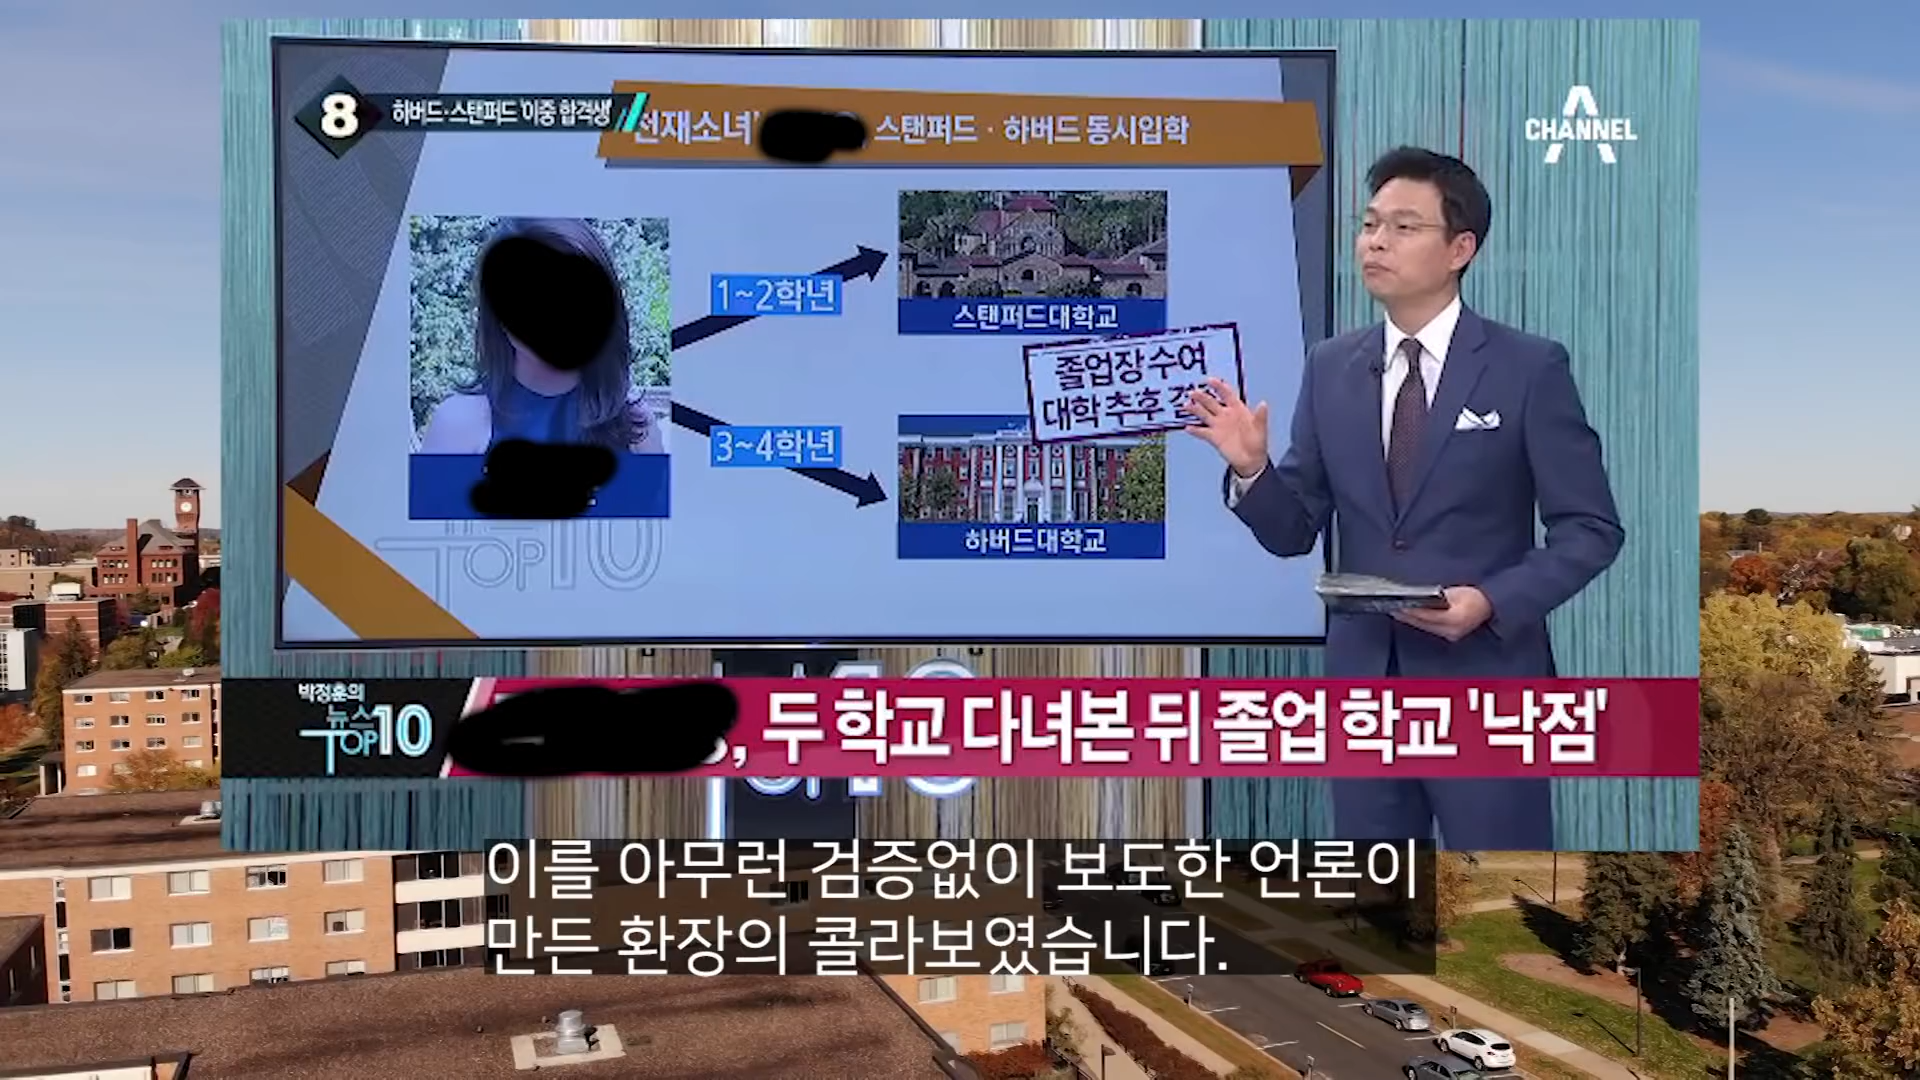 8
하버드·스탠퍼드 '이중 합격생'
천재소녀'
스탠퍼드·하버드 동시입학
CHANNEL A
1~2학년
스탠퍼드대학교
졸업장 수여
대학 추후
3~4학년
하버드대학교
TOP10
박정훈의
뉴스
TOP10
, 두 학교 다녀본 뒤 졸업 학교 '낙점'
이를 아무런 검증없이 보도한 언론이
만든 환장의 콜라보였습니다.